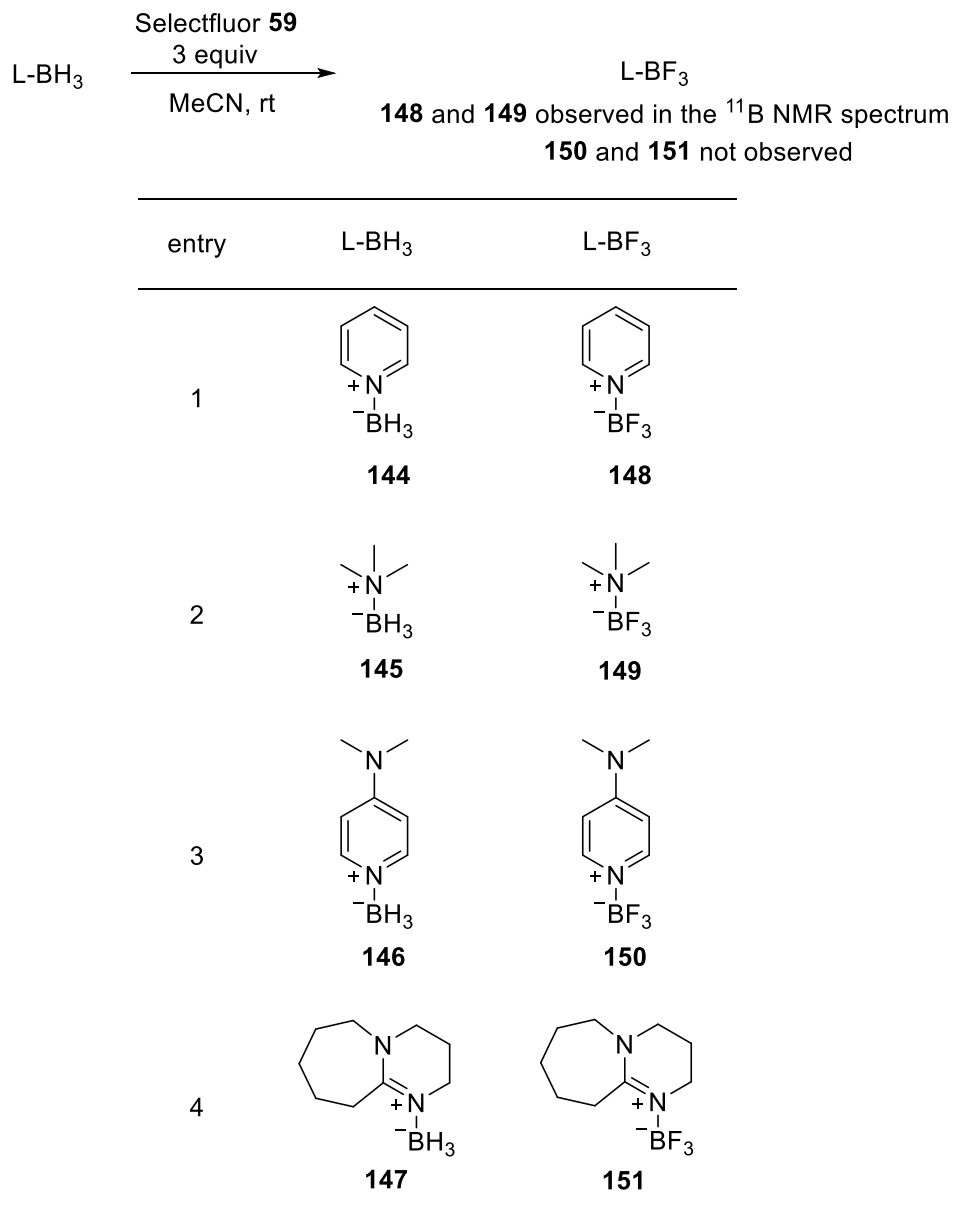 Selectfluor 59
3 equiv
L-BH₃
L-BF₃
MeCN, rt
148 and 149 observed in the ¹¹B NMR spectrum
150 and 151 not observed
entry L-BH₃ L-BF₃
1
N N
+ +
− −
BH₃ BF₃
144 148
2
N N
+ +
− −
BH₃ BF₃
145 149
3
N N
N N
+ +
− −
BH₃ BF₃
146 150
4
N N
N N
+ +
− −
BH₃ BF₃
147 151